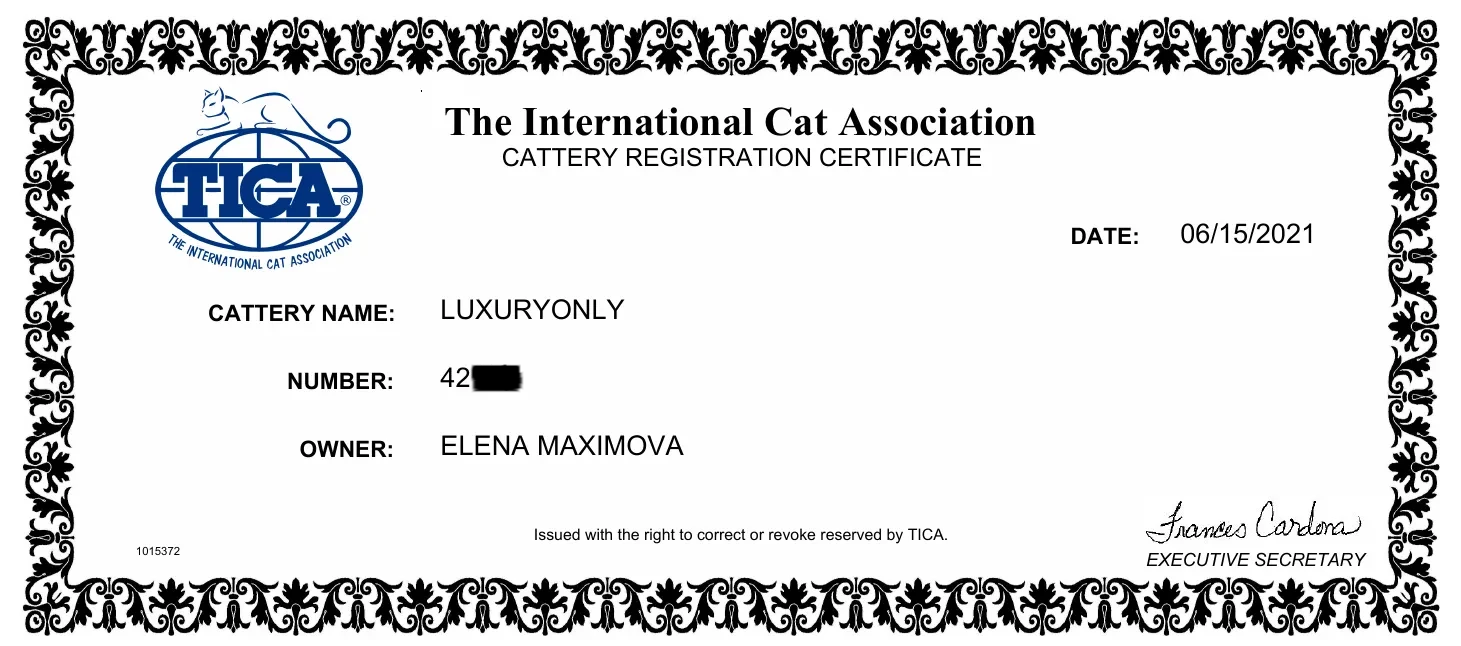 The International Cat Association
CATTERY REGISTRATION CERTIFICATE
TICA®
THE INTERNATIONAL CAT ASSOCIATION
DATE: 06/15/2021
CATTERY NAME: LUXURYONLY
NUMBER: 42
OWNER: ELENA MAXIMOVA
Issued with the right to correct or revoke reserved by TICA.
Frances Cardona
EXECUTIVE SECRETARY
1015372